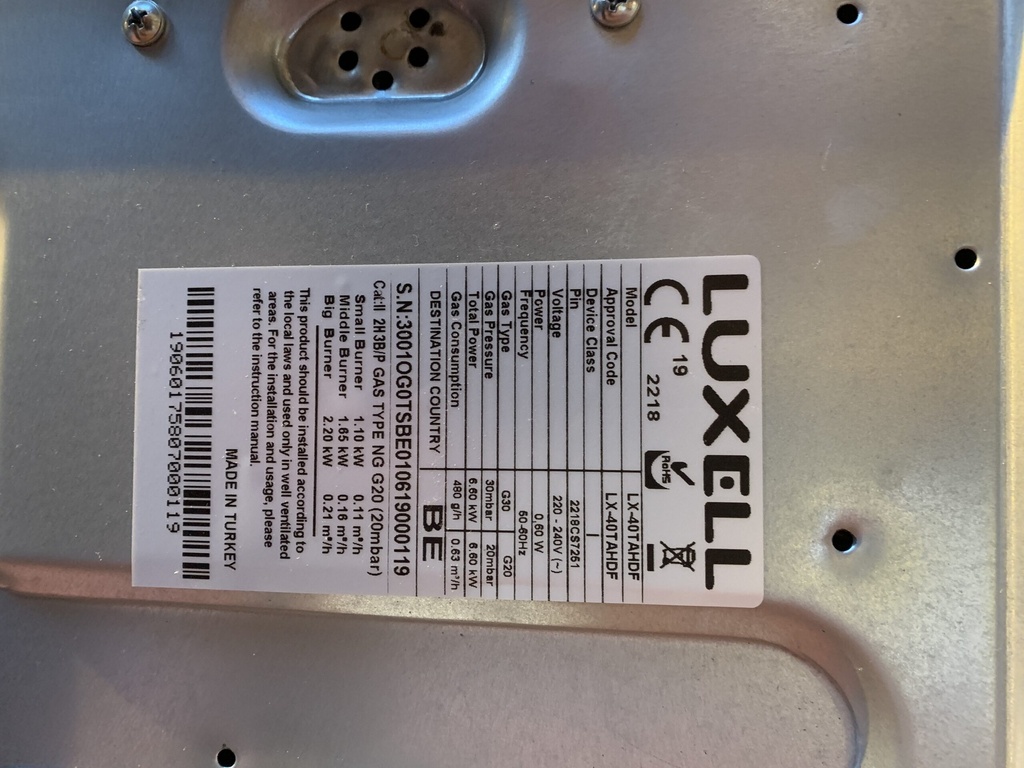 LUXELL
CE 19 2218 RoHS
Model LX-40TAHDF
Approval Code LX-40TAHDF
Device Class I
Pin 2218CS7261
Voltage 220 - 240V (~)
Power 0,60 W
Frequency 50-60Hz
Gas Type G30 G20
Gas Pressure 30mbar 20mbar
Total Power 6.60 kW 6.60 kW
Gas Consumption 480 g/h 0.63 m³/h
DESTINATION COUNTRY BE
S.N:3001OG0TSBE010619000119
Cat:II 2H3B/P GAS TYPE NG G20 (20mbar)
Small Burner 1.10 kW 0.11 m³/h
Middle Burner 1.65 kW 0.16 m³/h
Big Burner 2.20 kW 0.21 m³/h
This product should be installed according to
the local laws and used only in well ventilated
areas. For the installation and usage, please
refer to the instruction manual.
MADE IN TURKEY
1906017580700001​19